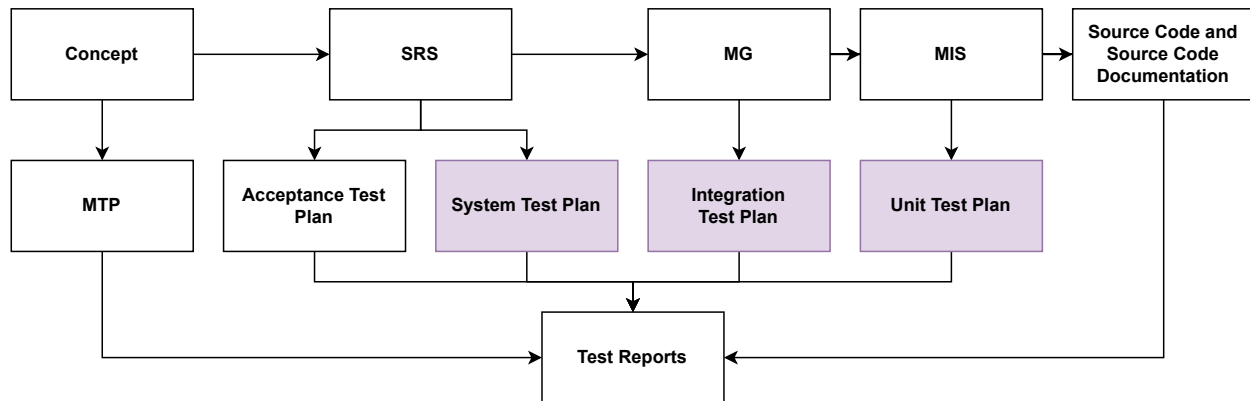 Concept
SRS
MG
MIS
Source Code and
Source Code
Documentation
MTP
Acceptance Test
Plan
System Test Plan
Integration
Test Plan
Unit Test Plan
Test Reports